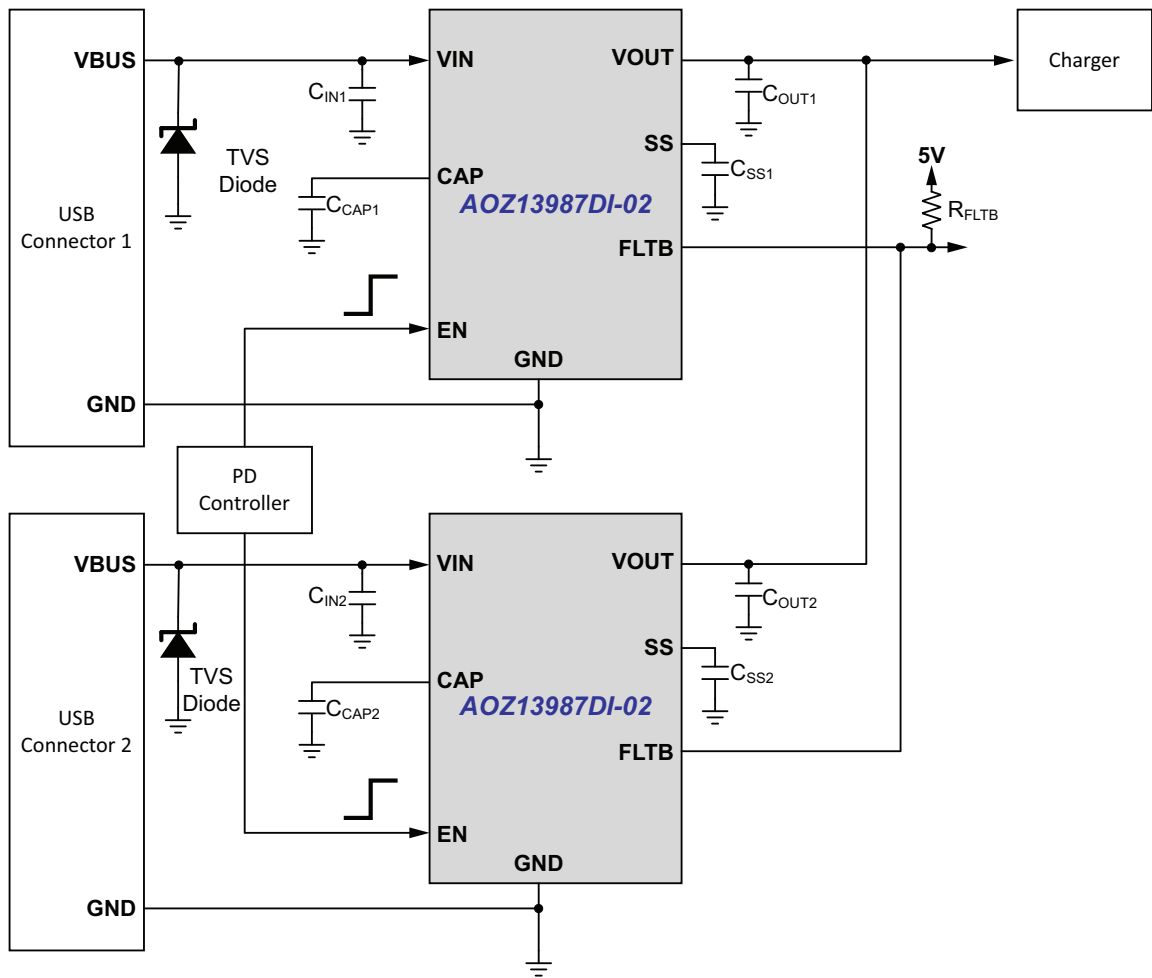 VBUS
VIN
VOUT
Charger
CIN1
COUT1
TVS
Diode
SS
5V
CAP
CSS1
CCAP1
AOZ13987DI-02
RFLTB
USB
Connector 1
FLTB
EN
GND
GND
PD
Controller
VBUS
VIN
VOUT
CIN2
COUT2
SS
TVS
Diode
CAP
CSS2
CCAP2
AOZ13987DI-02
USB
Connector 2
FLTB
EN
GND
GND